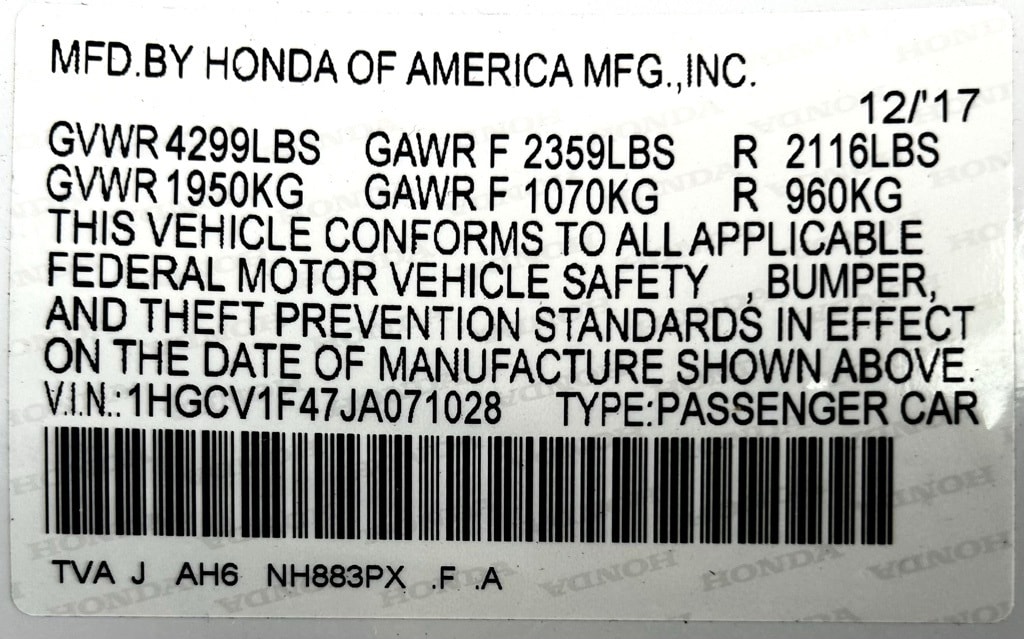 MFD.BY HONDA OF AMERICA MFG.,INC.
12/'17
GVWR 4299LBS GAWR F 2359LBS R 2116LBS
GVWR 1950KG GAWR F 1070KG R 960KG
THIS VEHICLE CONFORMS TO ALL APPLICABLE
FEDERAL MOTOR VEHICLE SAFETY , BUMPER,
AND THEFT PREVENTION STANDARDS IN EFFECT
ON THE DATE OF MANUFACTURE SHOWN ABOVE.
V.I.N.:1HGCV1F47JA071028 TYPE:PASSENGER CAR
TVA J AH6 NH883PX .F .A